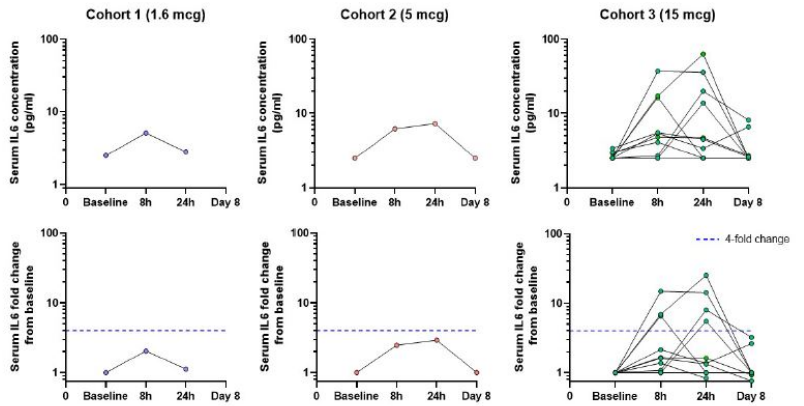 Cohort 1 (1.6 mcg)
Cohort 2 (5 mcg)
Cohort 3 (15 mcg)
Serum IL6 concentration
(pg/ml)
100
10
1
0 Baseline 8h 24h Day 8
Serum IL6 concentration
(pg/ml)
100
10
1
0 Baseline 8h 24h Day 8
Serum IL6 concentration
(pg/ml)
100
10
1
0 Baseline 8h 24h Day 8
Serum IL6 fold change
from baseline
100
10
1
0 Baseline 8h 24h Day 8
Serum IL6 fold change
from baseline
100
10
1
0 Baseline 8h 24h Day 8
Serum IL6 fold change
from baseline
100
10
1
0 Baseline 8h 24h Day 8
4-fold change